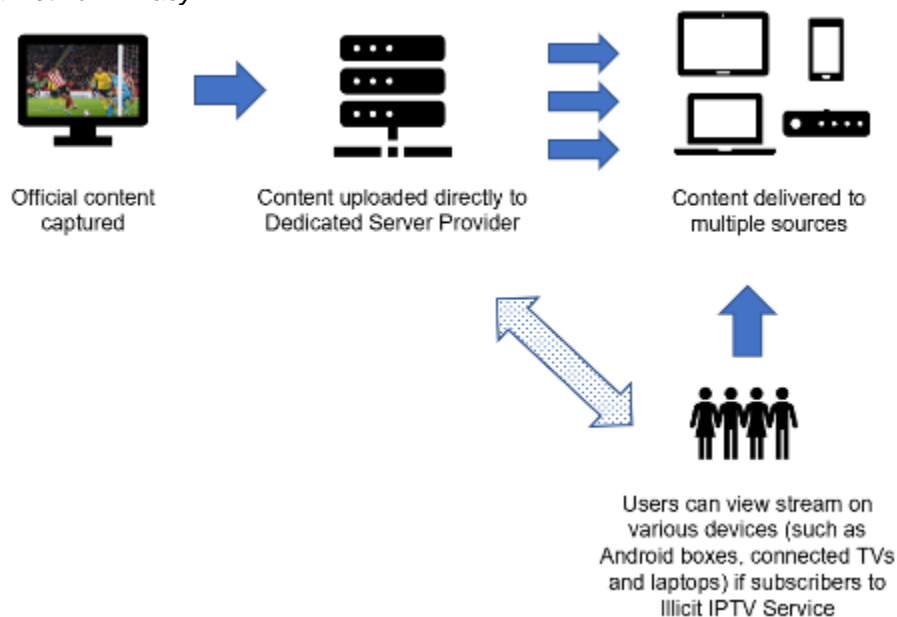 Official content
captured
Content uploaded directly to
Dedicated Server Provider
Content delivered to
multiple sources
Users can view stream on
various devices (such as
Android boxes, connected TVs
and laptops) if subscribers to
Illicit IPTV Service